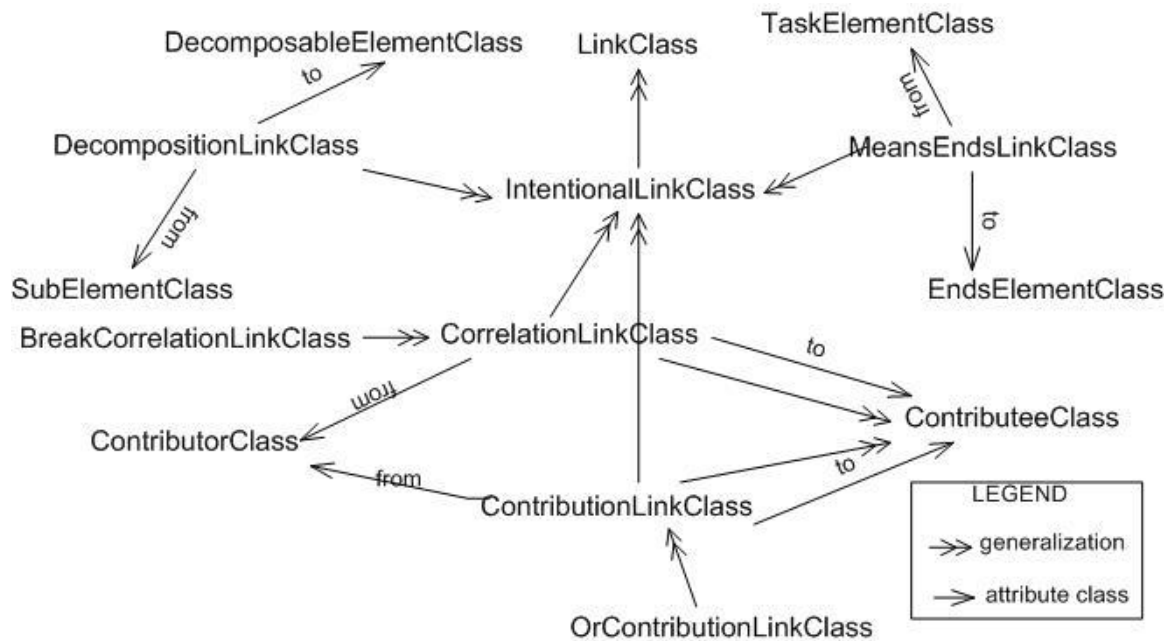 DecomposableElementClass
LinkClass
TaskElementClass
to
from
DecompositionLinkClass
MeansEndsLinkClass
IntentionalLinkClass
from
to
SubElementClass
EndsElementClass
BreakCorrelationLinkClass
CorrelationLinkClass
to
from
ContributorClass
ContributeeClass
from
to
ContributionLinkClass
LEGEND
generalization
attribute class
OrContributionLinkClass